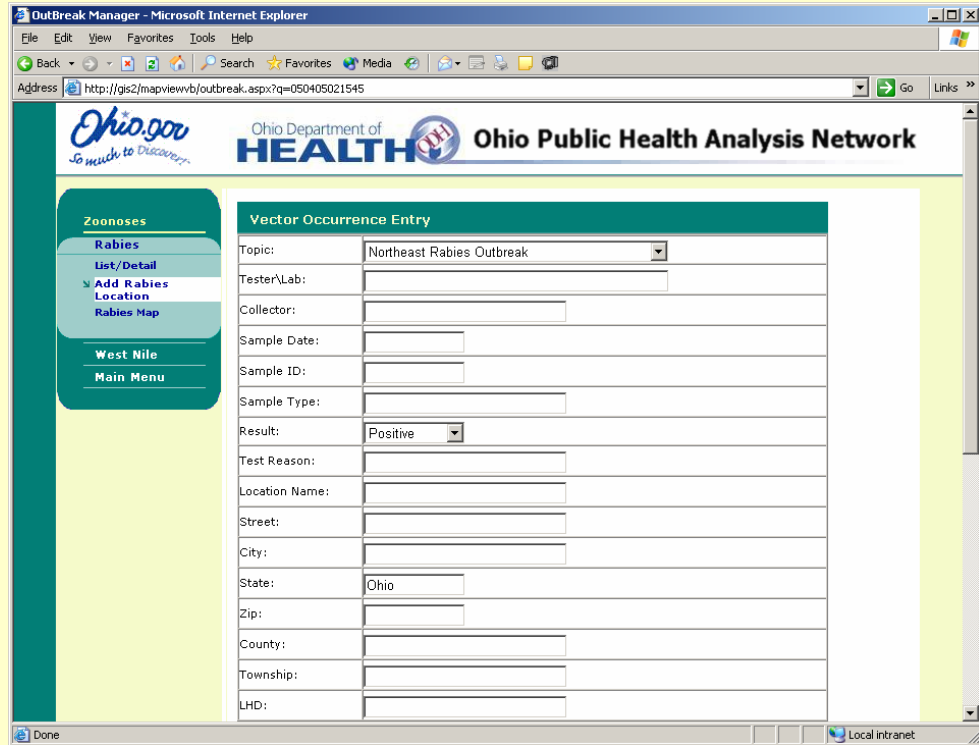 OutBreak Manager - Microsoft Internet Explorer
File Edit View Favorites Tools Help
Back Search Favorites Media
Address http://gis2/mapviewvb/outbreak.aspx?q=050405021545 Go Links »
Ohio.gov
So much to Discover!
Ohio Department of
HEALTH ODH
Ohio Public Health Analysis Network
Zoonoses
Rabies
List/Detail
Add Rabies
Location
Rabies Map
West Nile
Main Menu
Vector Occurrence Entry
Topic: Northeast Rabies Outbreak
Tester\Lab:
Collector:
Sample Date:
Sample ID:
Sample Type:
Result: Positive
Test Reason:
Location Name:
Street:
City:
State: Ohio
Zip:
County:
Township:
LHD:
Done Local intranet